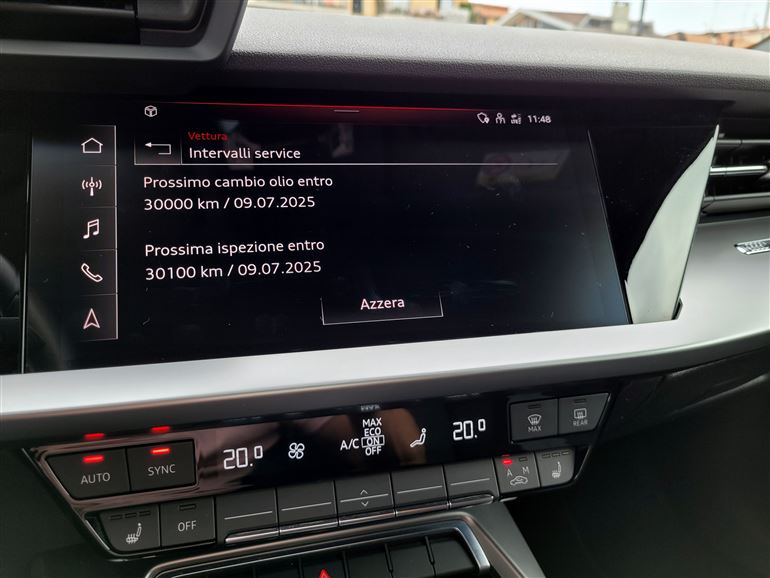 11:48
Vettura
Intervalli service
Prossimo cambio olio entro
30000 km / 09.07.2025
Prossima ispezione entro
30100 km / 09.07.2025
Azzera
AUTO
SYNC
20.0
A/C
MAX
ECO
ON
OFF
20.0
MAX
REAR
OFF
A M